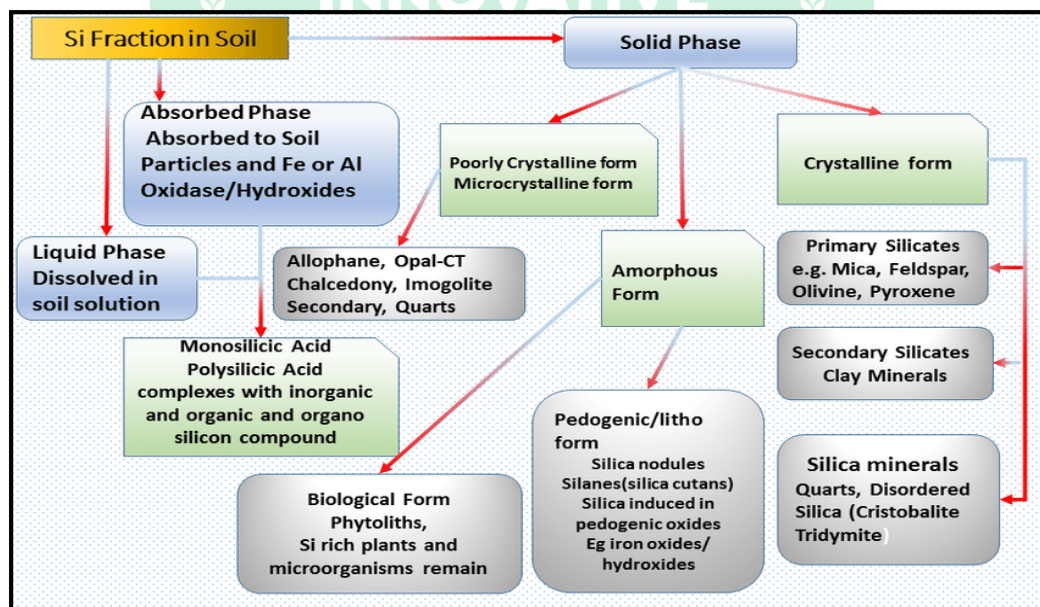 INNOVATIVE
Si Fraction in Soil
Solid Phase
Absorbed Phase
Absorbed to Soil
Particles and Fe or Al
Oxidase/Hydroxides
Poorly Crystalline form
Microcrystalline form
Crystalline form
Liquid Phase
Dissolved in
soil solution
Allophane, Opal-CT
Chalcedony, Imogolite
Secondary, Quarts
Amorphous
Form
Primary Silicates
e.g. Mica, Feldspar,
Olivine, Pyroxene
Monosilicic Acid
Polysilicic Acid
complexes with inorganic
and organic and organo
silicon compound
Secondary Silicates
Clay Minerals
Biological Form
Phytoliths,
Si rich plants and
microorganisms remain
Pedogenic/litho
form
Silica nodules
Silanes(silica cutans)
Silica induced in
pedogenic oxides
Eg iron oxides/
hydroxides
Silica minerals
Quarts, Disordered
Silica (Cristobalite
Tridymite)